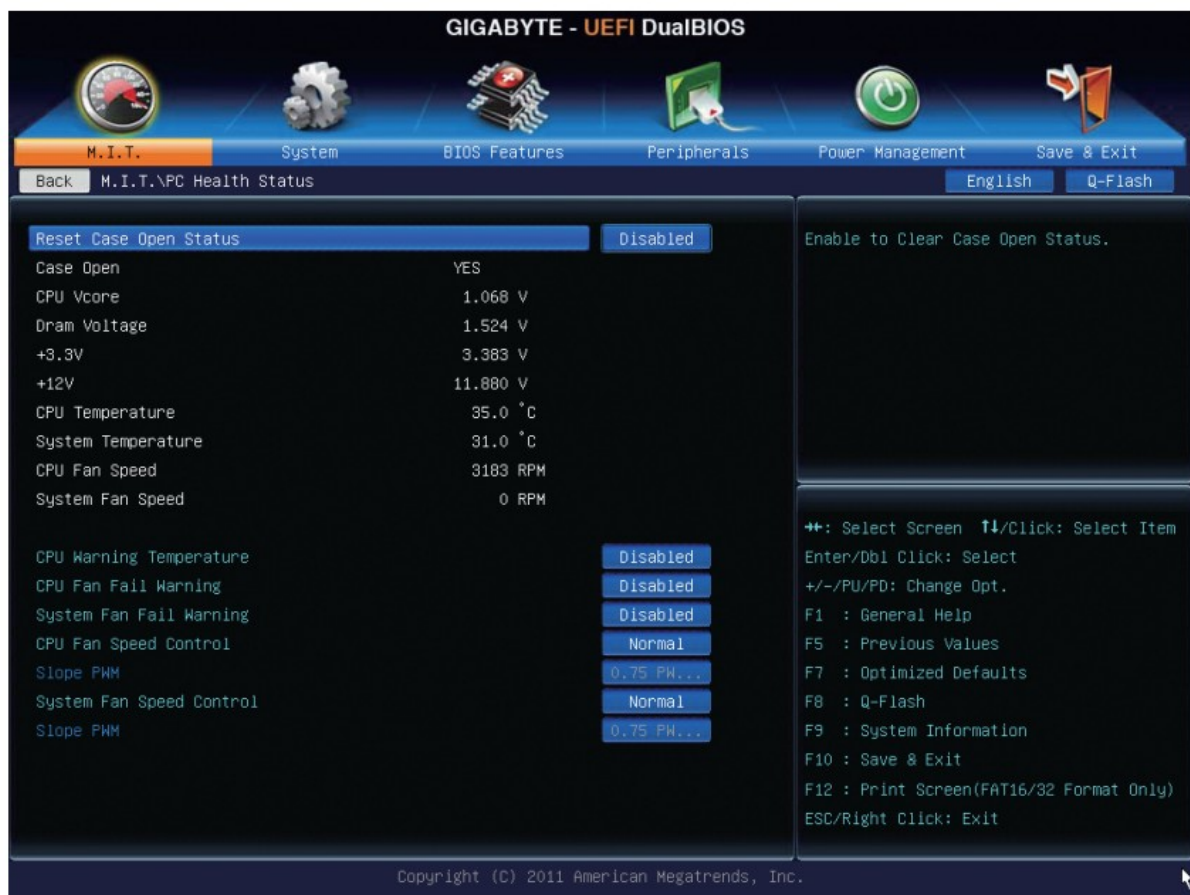 GIGABYTE - UEFI DualBIOS
M.I.T. System BIOS Features Peripherals Power Management Save & Exit
Back M.I.T.\PC Health Status English Q-Flash
Reset Case Open Status Disabled
Case Open YES
CPU Vcore 1.068 V
Dram Voltage 1.524 V
+3.3V 3.383 V
+12V 11.880 V
CPU Temperature 35.0 °C
System Temperature 31.0 °C
CPU Fan Speed 3183 RPM
System Fan Speed 0 RPM
CPU Warning Temperature Disabled
CPU Fan Fail Warning Disabled
System Fan Fail Warning Disabled
CPU Fan Speed Control Normal
Slope PWM 0.75 PW...
System Fan Speed Control Normal
Slope PWM 0.75 PW...
Enable to Clear Case Open Status.
→←: Select Screen ↑↓/Click: Select Item
Enter/Dbl Click: Select
+/-/PU/PD: Change Opt.
F1 : General Help
F5 : Previous Values
F7 : Optimized Defaults
F8 : Q-Flash
F9 : System Information
F10 : Save & Exit
F12 : Print Screen(FAT16/32 Format Only)
ESC/Right Click: Exit
Copyright (C) 2011 American Megatrends, Inc.